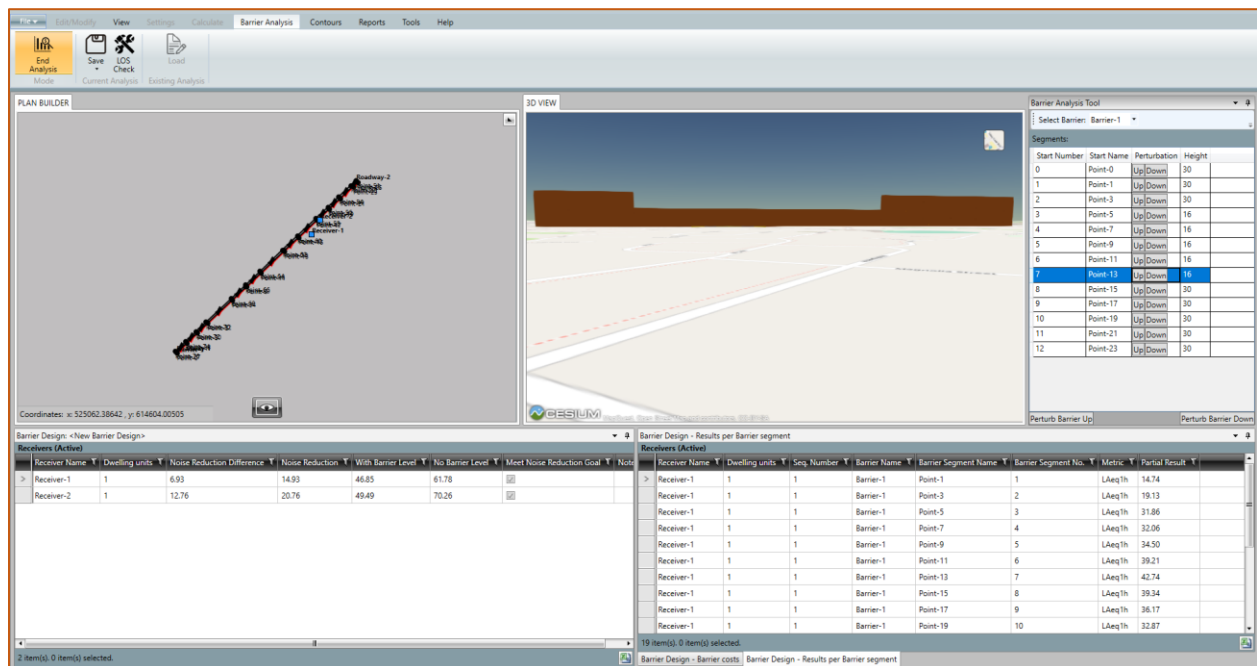 File Edit/Modify View Settings Calculate Barrier Analysis Contours Reports Tools Help
End Analysis Save LOS Check Load
Mode Current Analysis Existing Analysis
PLAN BUILDER
Roadway-2
Receiver-1
Point-27
Coordinates: x: 525062.38642 , y: 614604.00505
3D VIEW
CESIUM
Barrier Analysis Tool
Select Barrier: Barrier-1
Segments:
Start Number Start Name Perturbation Height
0 Point-0 Up Down 30
1 Point-1 Up Down 30
2 Point-3 Up Down 30
3 Point-5 Up Down 16
4 Point-7 Up Down 16
5 Point-9 Up Down 16
6 Point-11 Up Down 16
7 Point-13 Up Down 16
8 Point-15 Up Down 30
9 Point-17 Up Down 30
10 Point-19 Up Down 30
11 Point-21 Up Down 30
12 Point-23 Up Down 30
Perturb Barrier Up Perturb Barrier Down
Barrier Design: <New Barrier Design>
Receivers (Active)
Receiver Name Dwelling units Noise Reduction Difference Noise Reduction With Barrier Level No Barrier Level Meet Noise Reduction Goal Note
Receiver-1 1 6.93 14.93 46.85 61.78
Receiver-2 1 12.76 20.76 49.49 70.26
2 item(s). 0 item(s) selected.
Barrier Design - Results per Barrier segment
Receivers (Active)
Receiver Name Dwelling units Seq. Number Barrier Name Barrier Segment Name Barrier Segment No. Metric Partial Result
Receiver-1 1 1 Barrier-1 Point-1 1 LAeq1h 14.74
Receiver-1 1 1 Barrier-1 Point-3 2 LAeq1h 19.13
Receiver-1 1 1 Barrier-1 Point-5 3 LAeq1h 31.86
Receiver-1 1 1 Barrier-1 Point-7 4 LAeq1h 32.06
Receiver-1 1 1 Barrier-1 Point-9 5 LAeq1h 34.50
Receiver-1 1 1 Barrier-1 Point-11 6 LAeq1h 39.21
Receiver-1 1 1 Barrier-1 Point-13 7 LAeq1h 42.74
Receiver-1 1 1 Barrier-1 Point-15 8 LAeq1h 39.34
Receiver-1 1 1 Barrier-1 Point-17 9 LAeq1h 36.17
Receiver-1 1 1 Barrier-1 Point-19 10 LAeq1h 32.87
19 item(s). 0 item(s) selected.
Barrier Design - Barrier costs Barrier Design - Results per Barrier segment